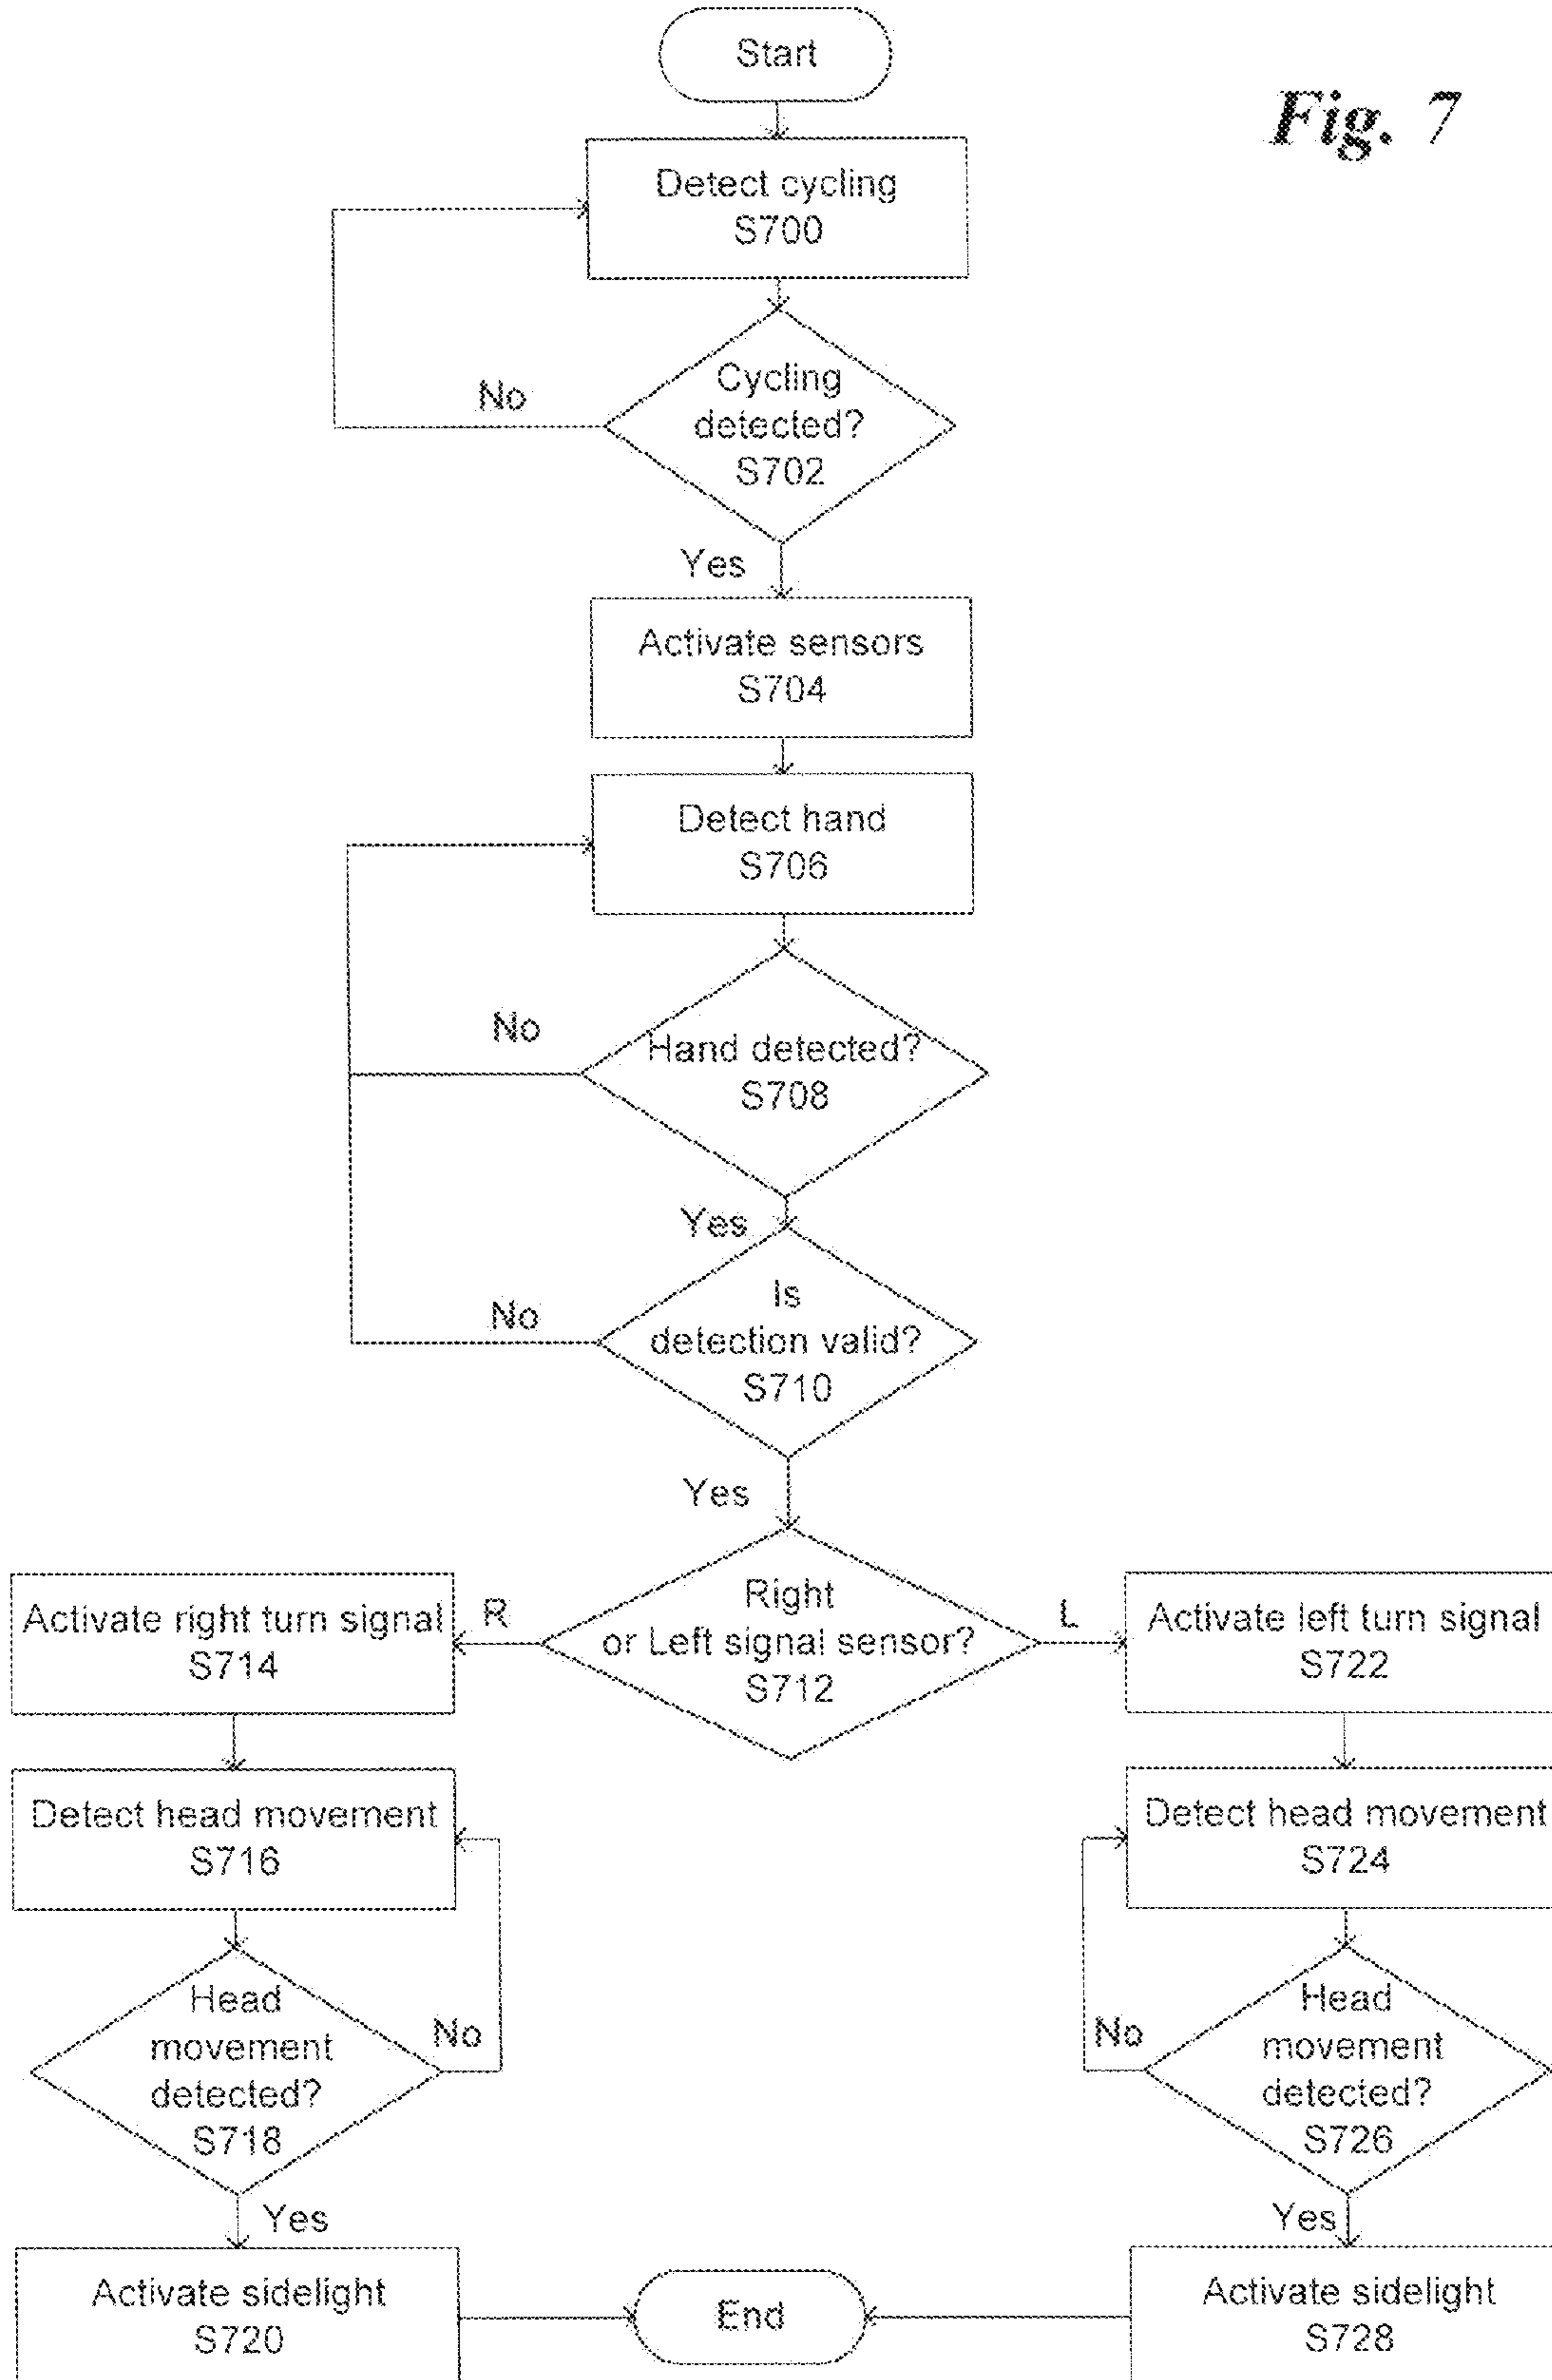 Start
Fig. 7
Detect cycling
S700
Cycling
detected?
S702
No
Yes
Activate sensors
S704
Detect hand
S706
No
Hand detected?
S708
Yes
Is
detection valid?
S710
No
Yes
Right
or Left signal sensor?
S712
R
L
Activate right turn signal
S714
Activate left turn signal
S722
Detect head movement
S716
Detect head movement
S724
Head
movement
detected?
S718
No
No
Head
movement
detected?
S726
Yes
Yes
Activate sidelight
S720
End
Activate sidelight
S728